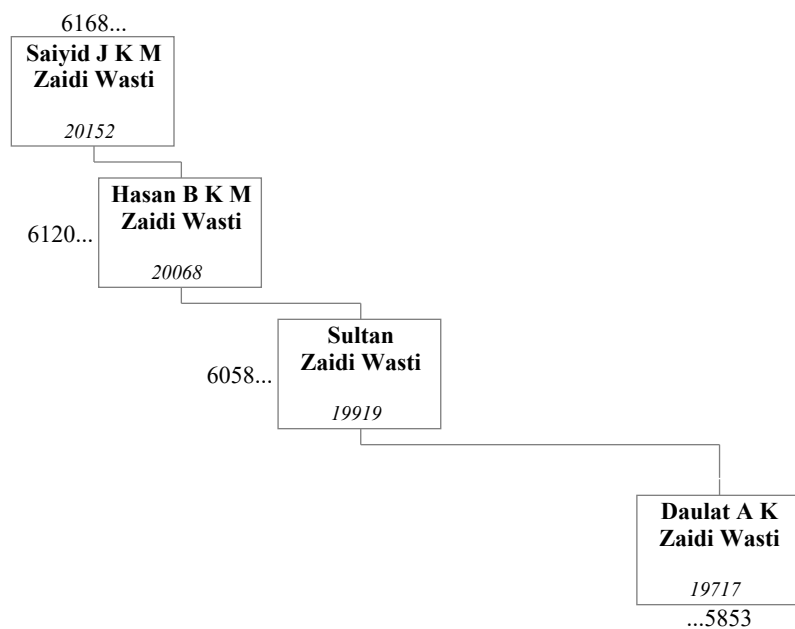 6168...
Saiyid J K M
Zaidi Wasti
20152
Hasan B K M
Zaidi Wasti
6120...
20068
Sultan
Zaidi Wasti
6058...
19919
Daulat A K
Zaidi Wasti
19717
...5853